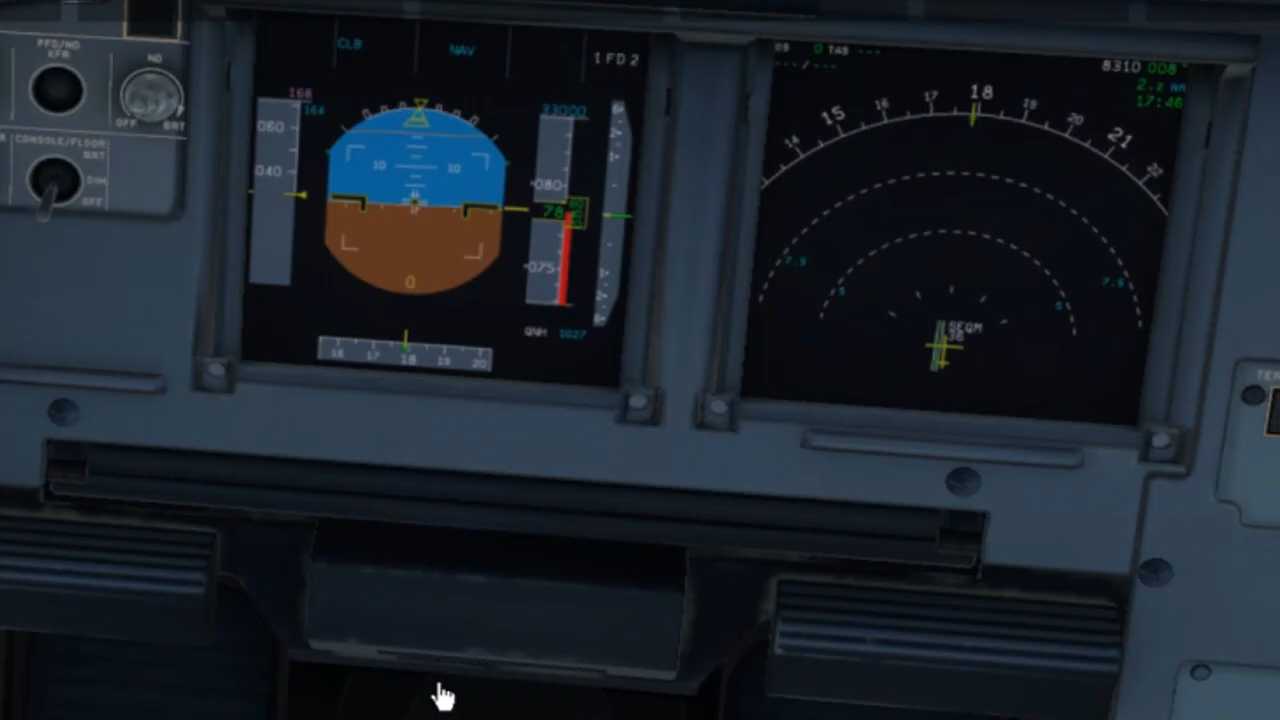 PFD/ND
XFR
ND
OFF
BRT
CONSOLE/FLOOR
BRT
DIM
OFF
CLB
NAV
1 FD 2
168
164
060
040
10
10
0
33000
080
78
075
QNH 1027
16 17 18 19 20
0 TAS ---
---/---
8310 008°
2.2 NM
17:46
14 15 16 17 18 19 20 21 22
7.5
7.5
5
5
SEQM
36